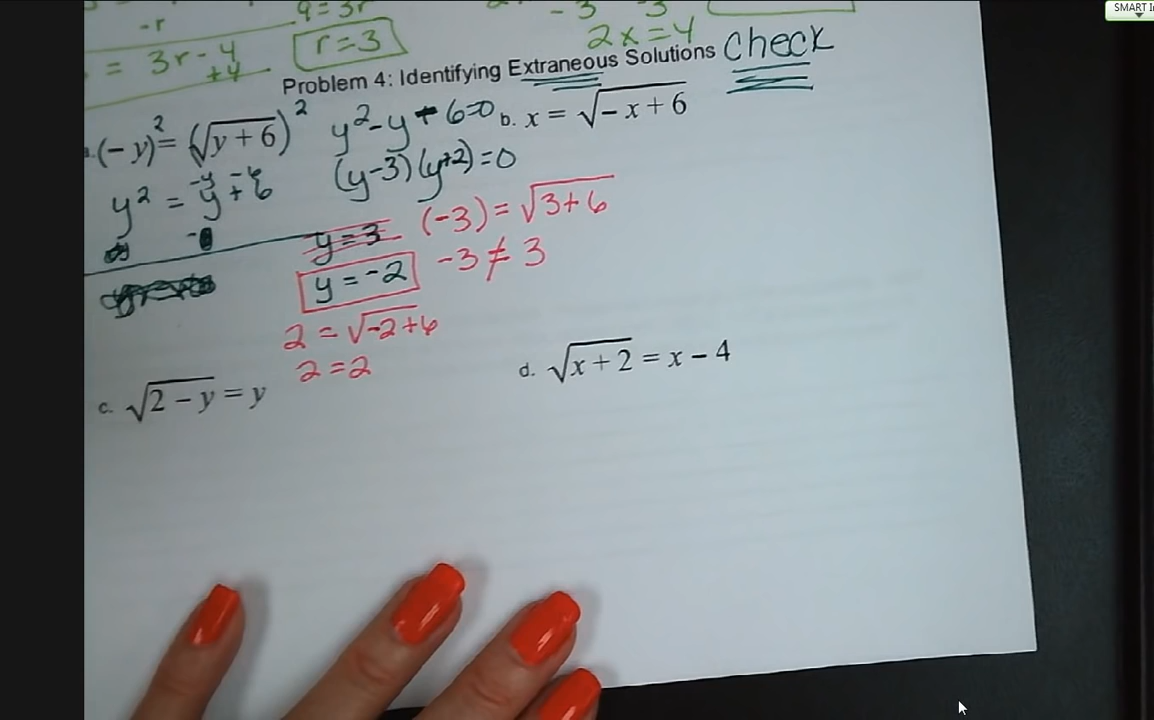 q = 3r
-r
-3 -3
= 3r - 4
+4
r = 3
2x = 4
Problem 4: Identifying Extraneous Solutions Check
(-y)² = (√(y + 6))²
y² - y + 6 = 0
b. x = √(-x + 6)
(y-3)(y+2) = 0
-y -6
y² = y + 6
(-3) = √(3+6)
y = 3
-3 ≠ 3
y = -2
2 = √(-2+6)
2 = 2
c. √(2 - y) = y
d. √(x + 2) = x - 4
SMART